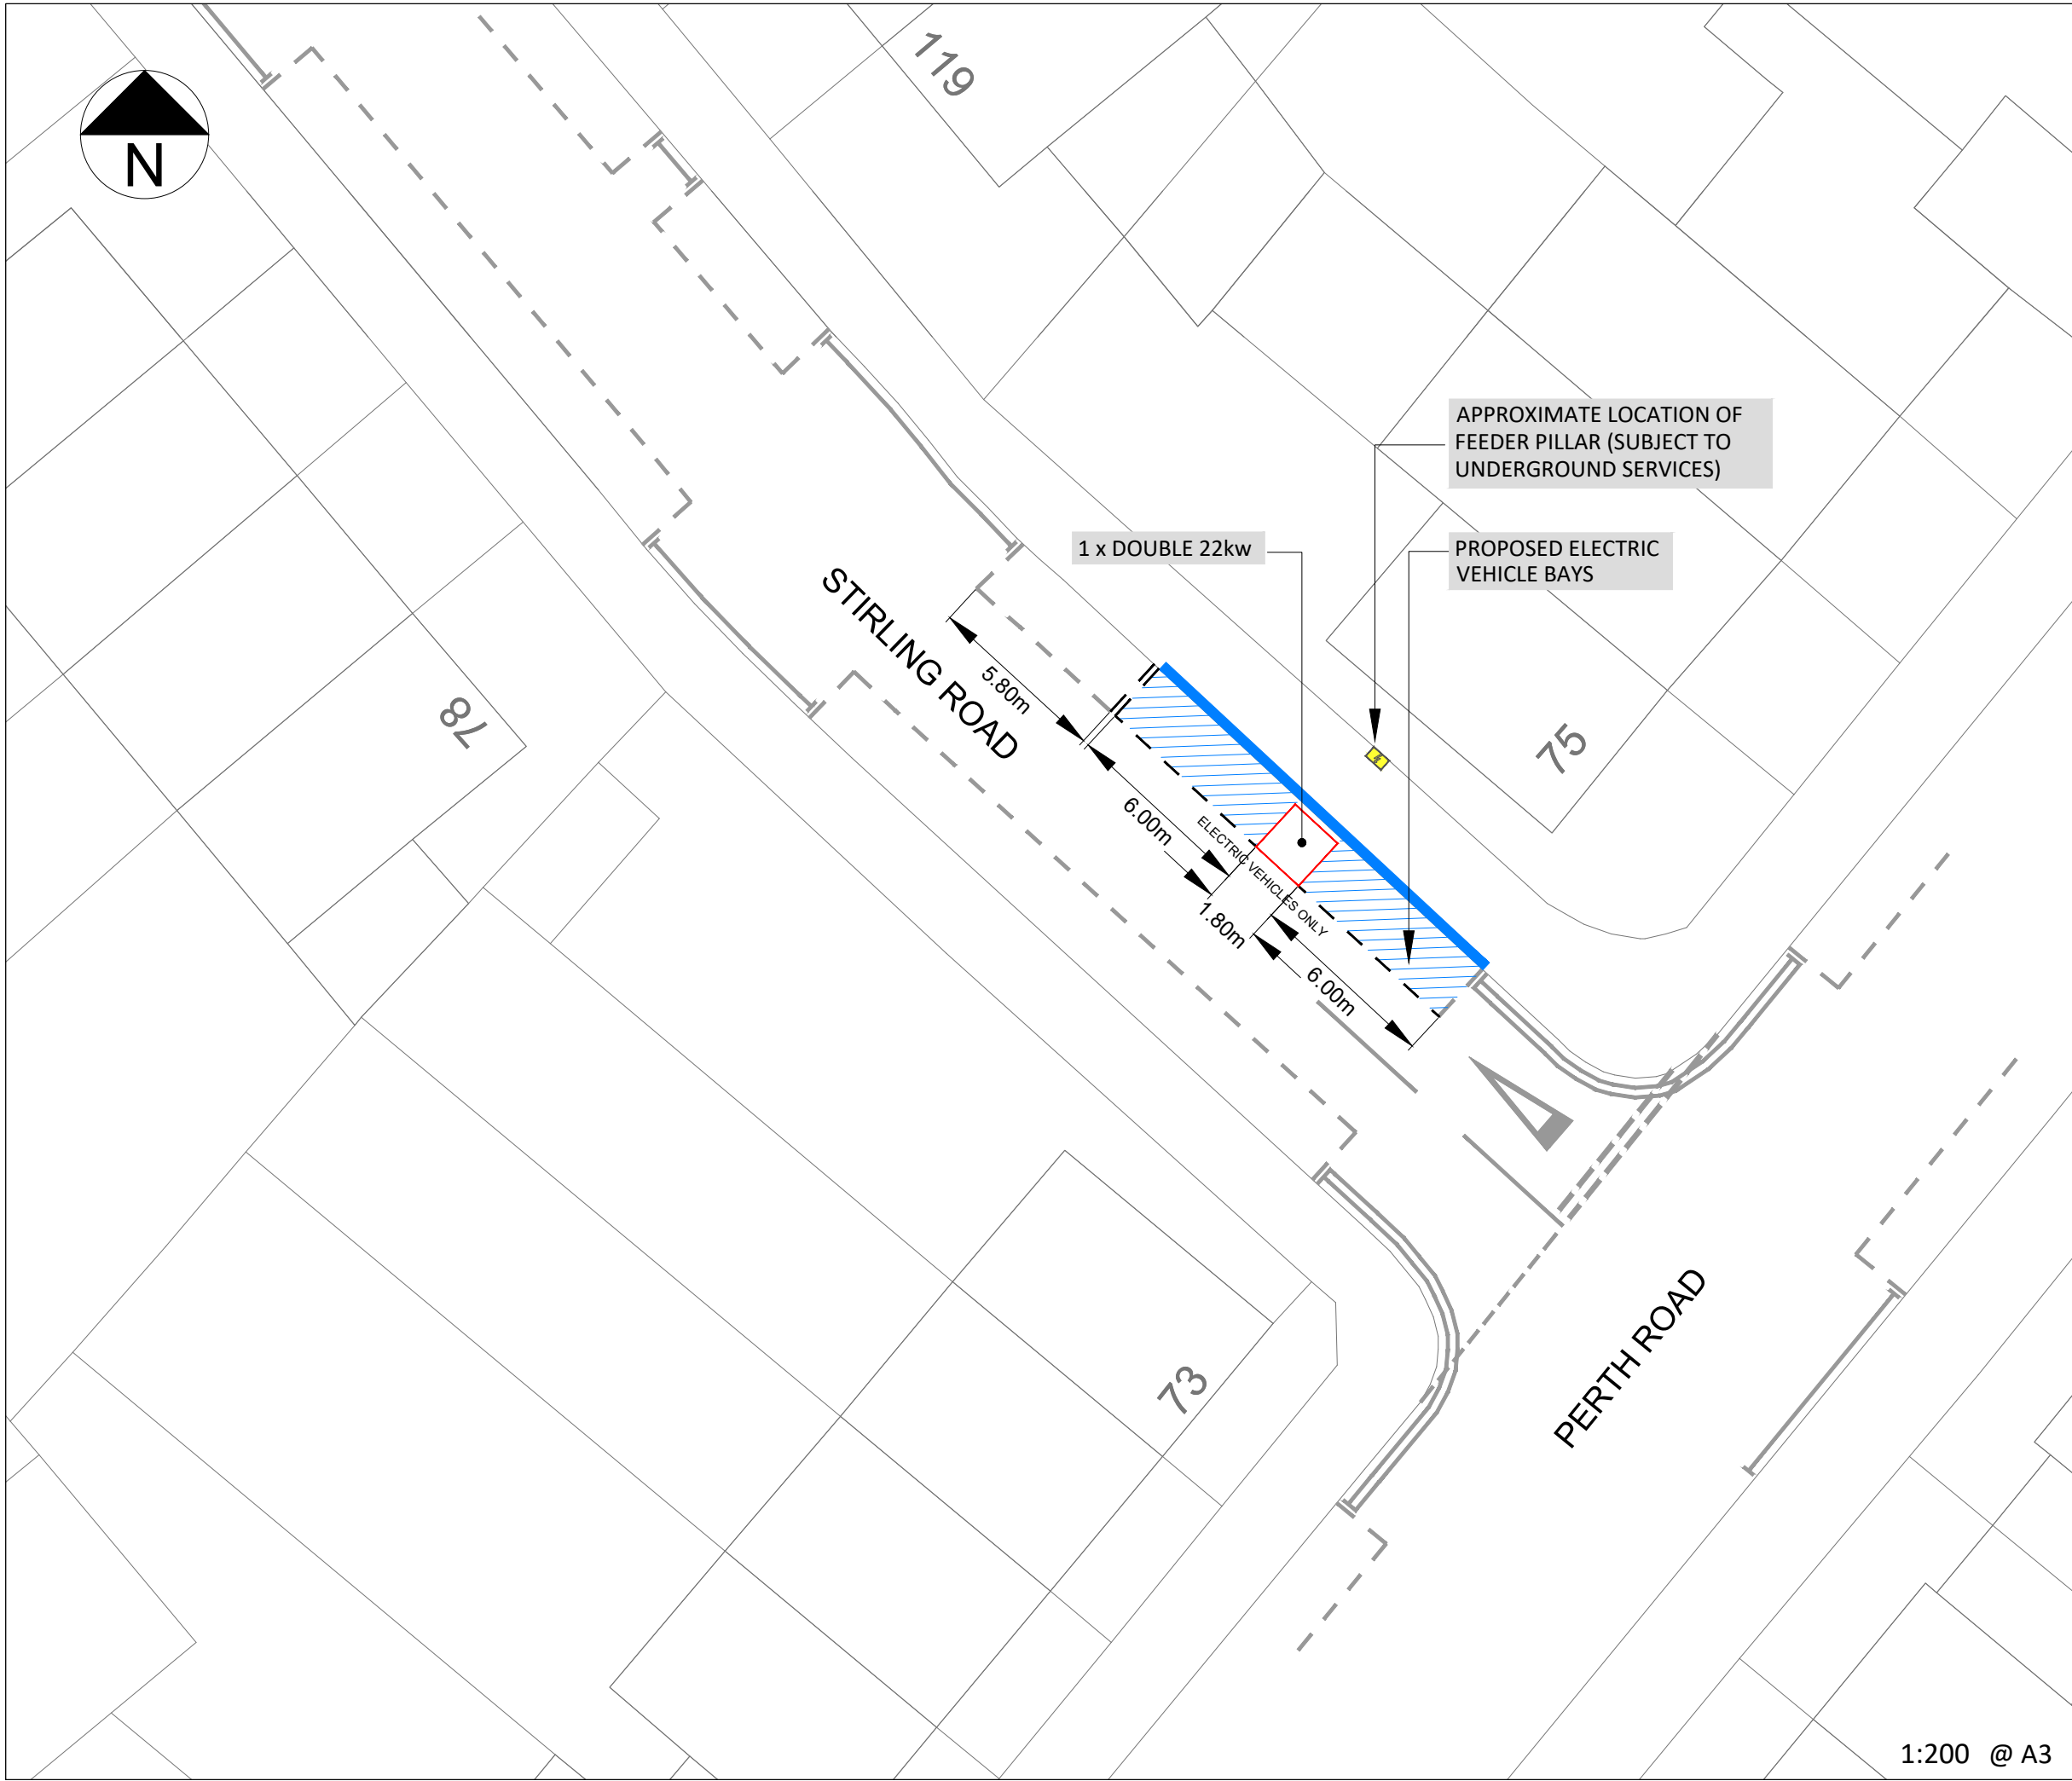 119
N
APPROXIMATE LOCATION OF
FEEDER PILLAR (SUBJECT TO
UNDERGROUND SERVICES)
1 x DOUBLE 22kw
PROPOSED ELECTRIC
VEHICLE BAYS
STIRLING ROAD
5.80m
78
75
6.00m
ELECTRIC VEHICLES ONLY
1.80m
6.00m
73
PERTH ROAD
1:200 @ A3